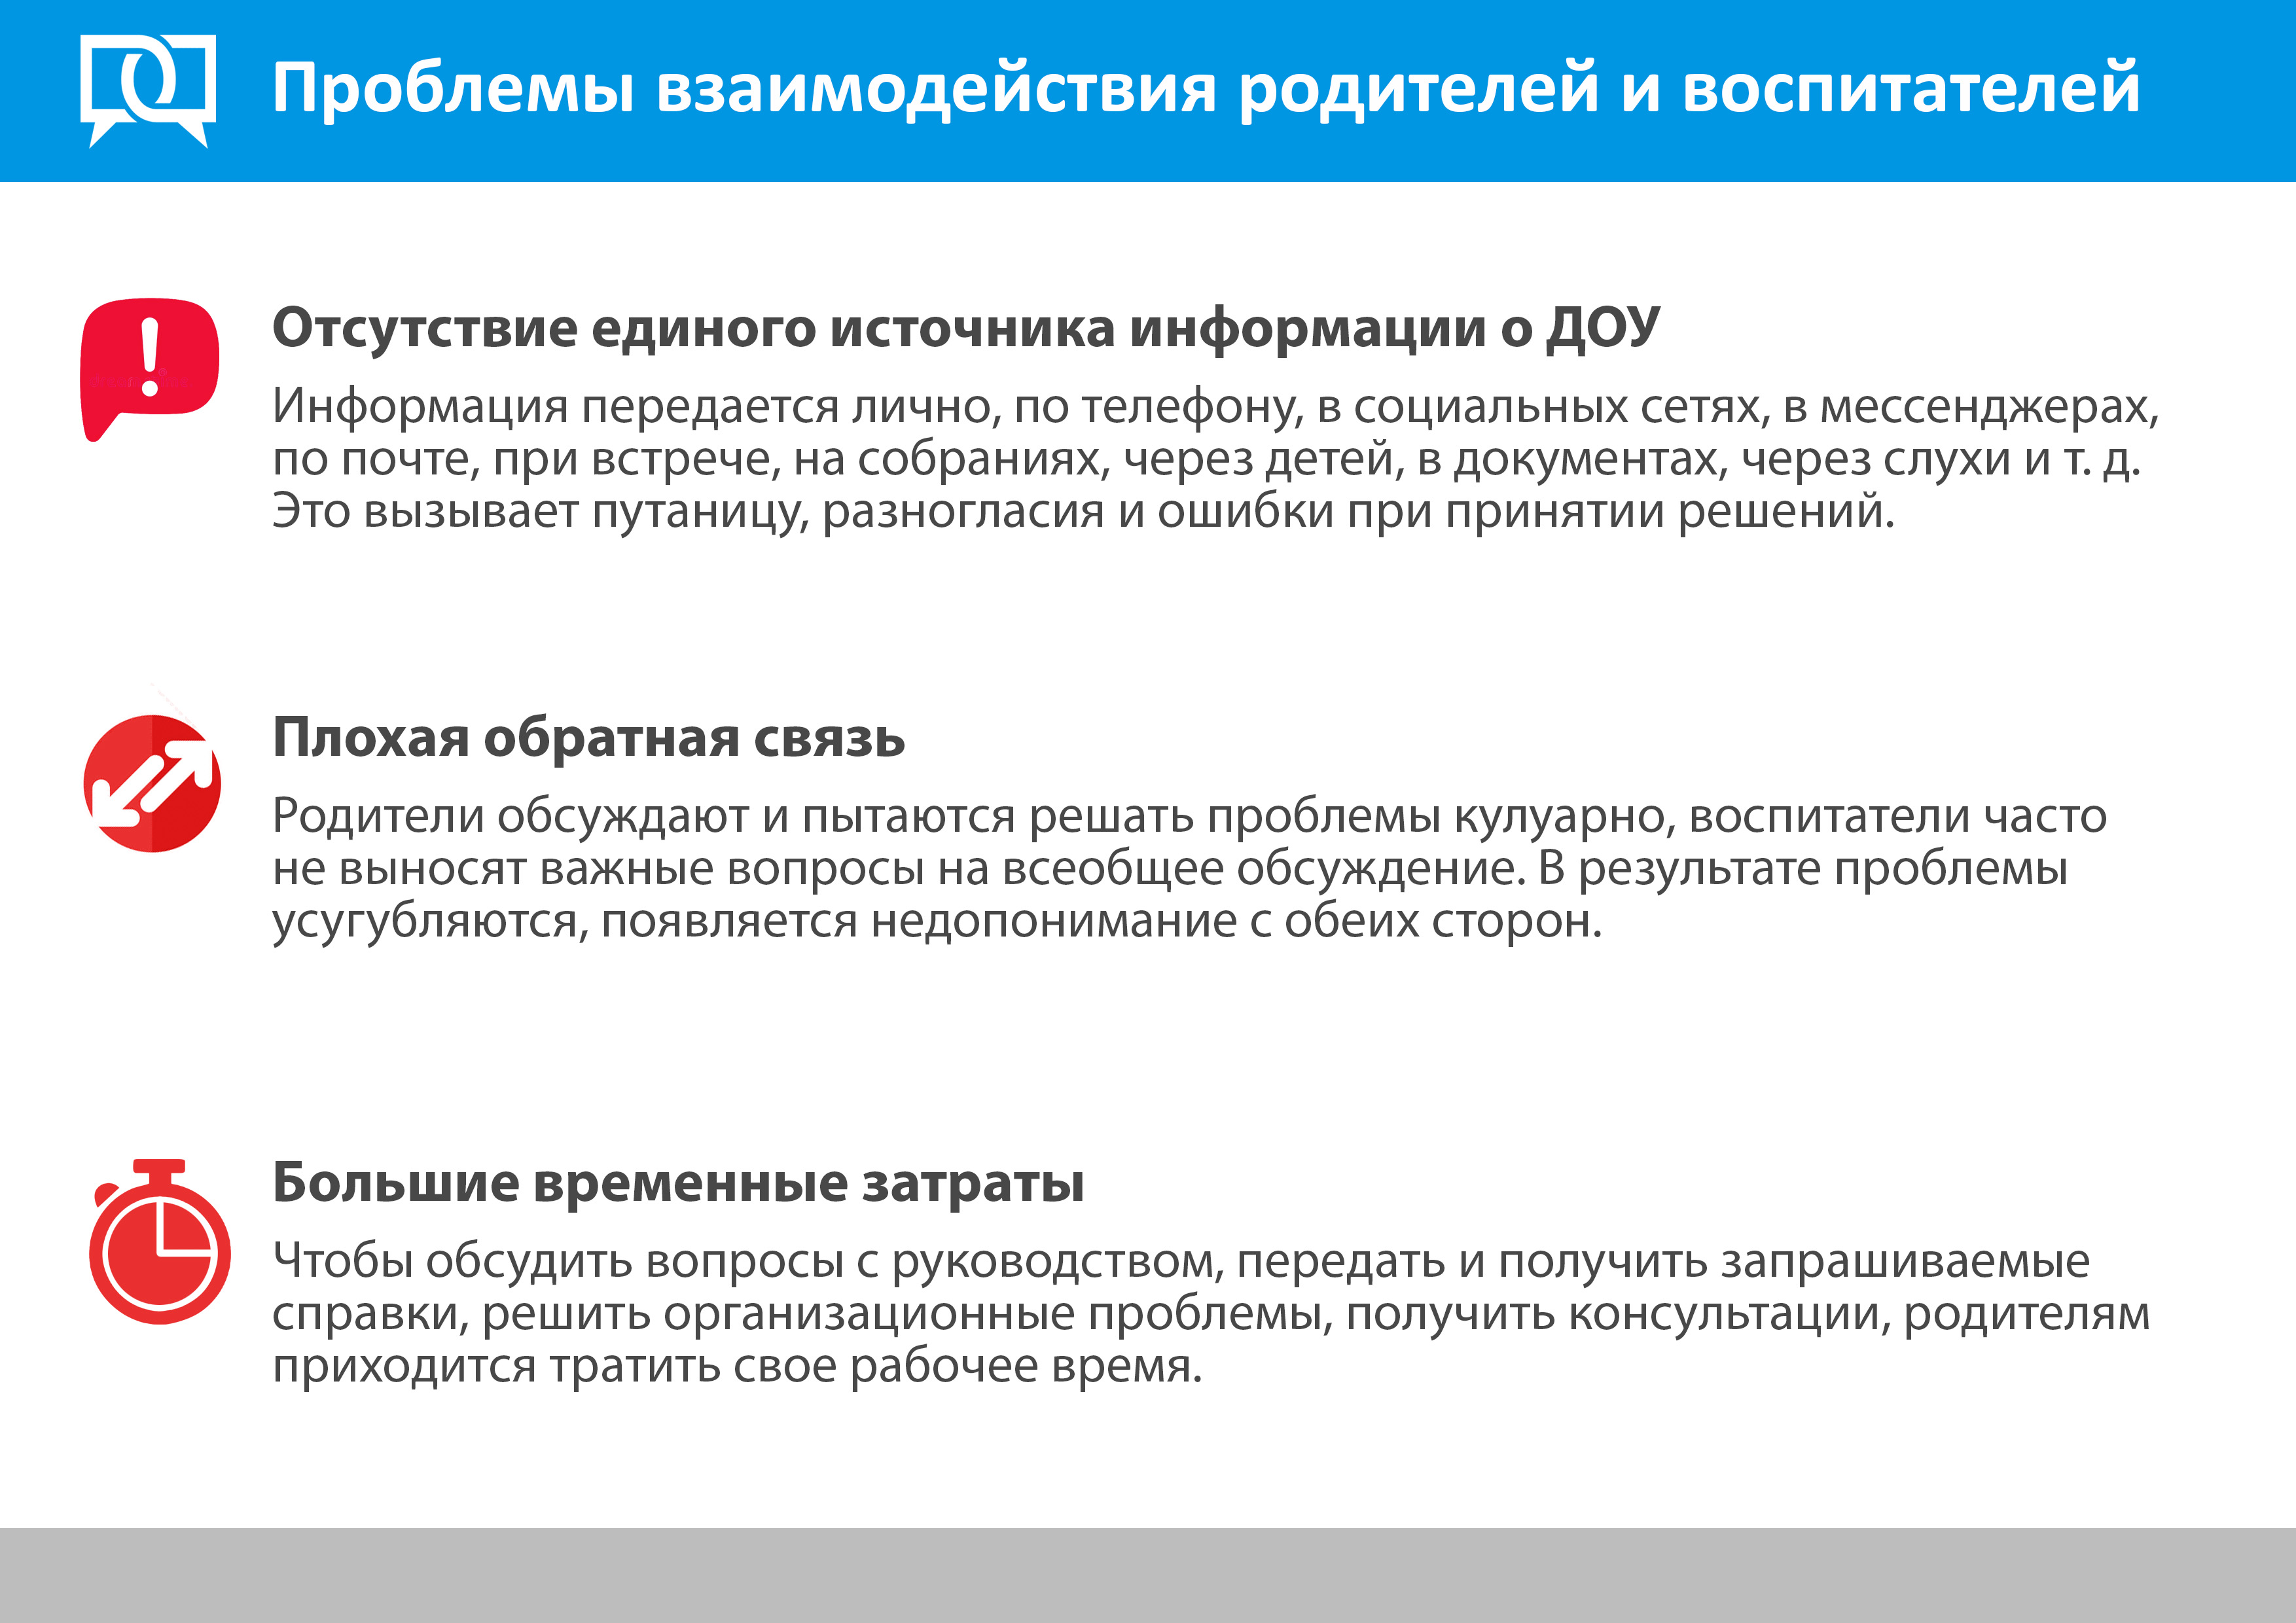 Проблемы взаимодействия родителей и воспитателей
Отсутствие единого источника информации о ДОУ
Информация передается лично, по телефону, в социальных сетях, в мессенджерах,
по почте, при встрече, на собраниях, через детей, в документах, через слухи и т. д.
Это вызывает путаницу, разногласия и ошибки при принятии решений.
Плохая обратная связь
Родители обсуждают и пытаются решать проблемы кулуарно, воспитатели часто
не выносят важные вопросы на всеобщее обсуждение. В результате проблемы
усугубляются, появляется недопонимание с обеих сторон.
Большие временные затраты
Чтобы обсудить вопросы с руководством, передать и получить запрашиваемые
справки, решить организационные проблемы, получить консультации, родителям
приходится тратить свое рабочее время.